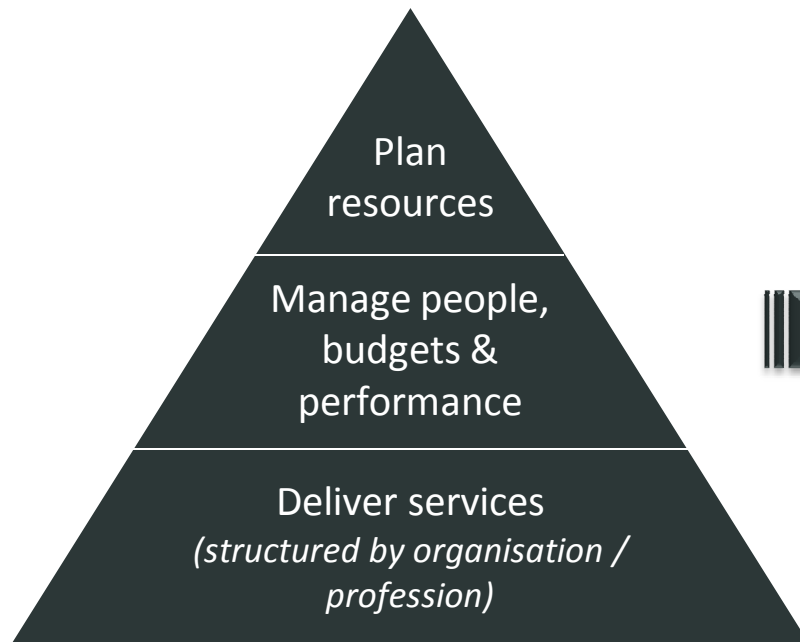 Plan
resources
Manage people,
budgets &
performance
Deliver services
(structured by organisation /
profession)